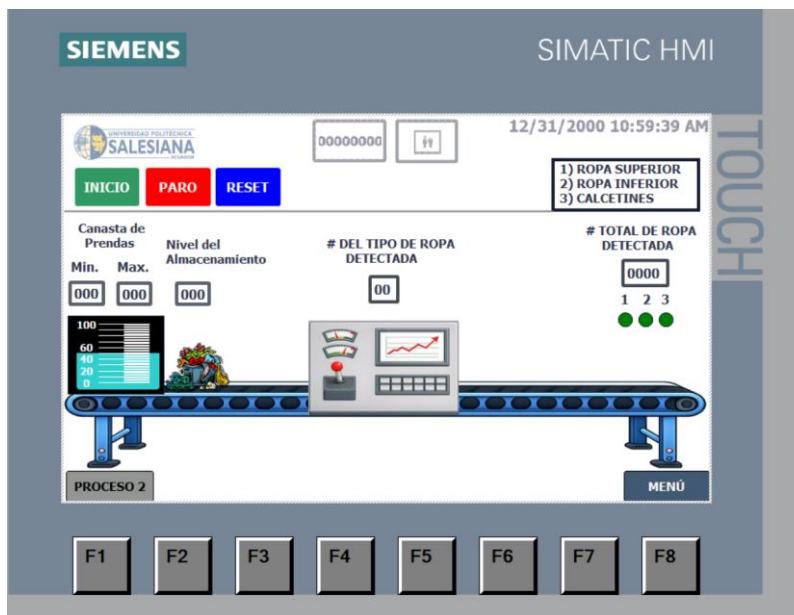 SIEMENS
SIMATIC HMI
TOUCH
UNIVERSIDAD POLITÉCNICA
SALESIANA
ECUADOR
00000000
12/31/2000 10:59:39 AM
INICIO
PARO
RESET
1) ROPA SUPERIOR
2) ROPA INFERIOR
3) CALCETINES
Canasta de
Prendas
Min. Max.
000 000
Nivel del
Almacenamiento
000
# DEL TIPO DE ROPA
DETECTADA
00
# TOTAL DE ROPA
DETECTADA
0000
1 2 3
100
60
40
20
0
PROCESO 2
MENÚ
F1 F2 F3 F4 F5 F6 F7 F8